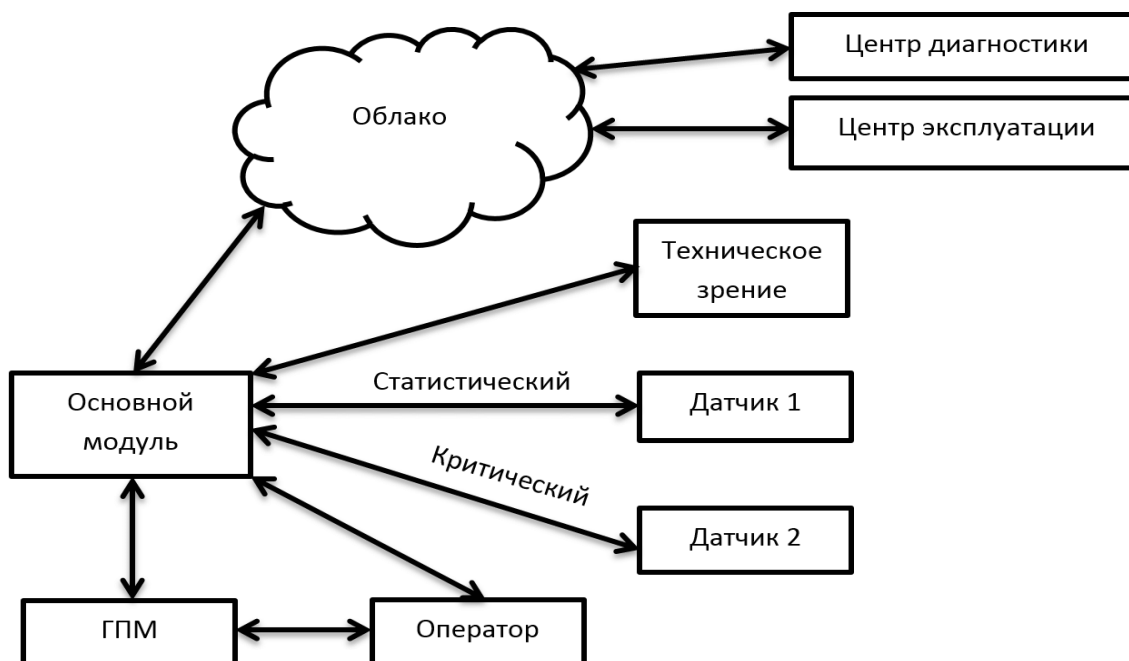 Центр диагностики
Облако
Центр эксплуатации
Техническое
зрение
Основной
модуль
Статистический
Датчик 1
Критический
Датчик 2
ГПМ
Оператор